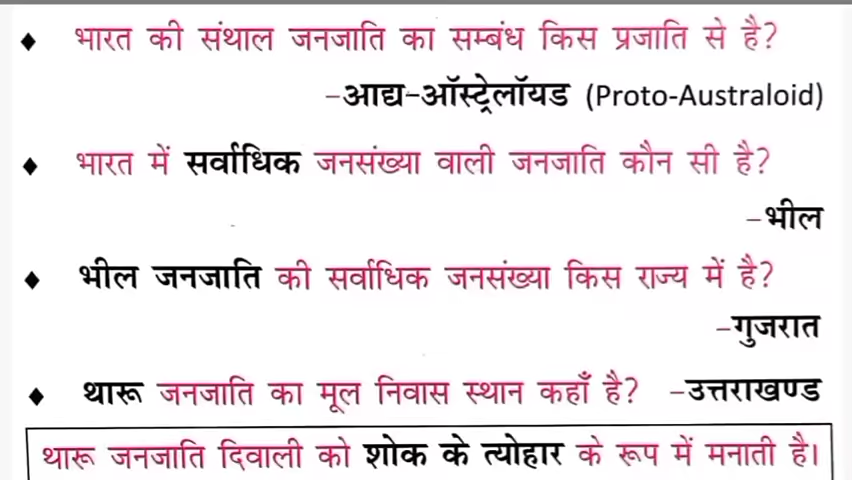 ♦ भारत की संथाल जनजाति का सम्बंध किस प्रजाति से है?
–आद्य-ऑस्ट्रेलॉयड (Proto-Australoid)
♦ भारत में सर्वाधिक जनसंख्या वाली जनजाति कौन सी है?
–भील
♦ भील जनजाति की सर्वाधिक जनसंख्या किस राज्य में है?
–गुजरात
♦ थारू जनजाति का मूल निवास स्थान कहाँ है? –उत्तराखण्ड
थारू जनजाति दिवाली को शोक के त्योहार के रूप में मनाती है।